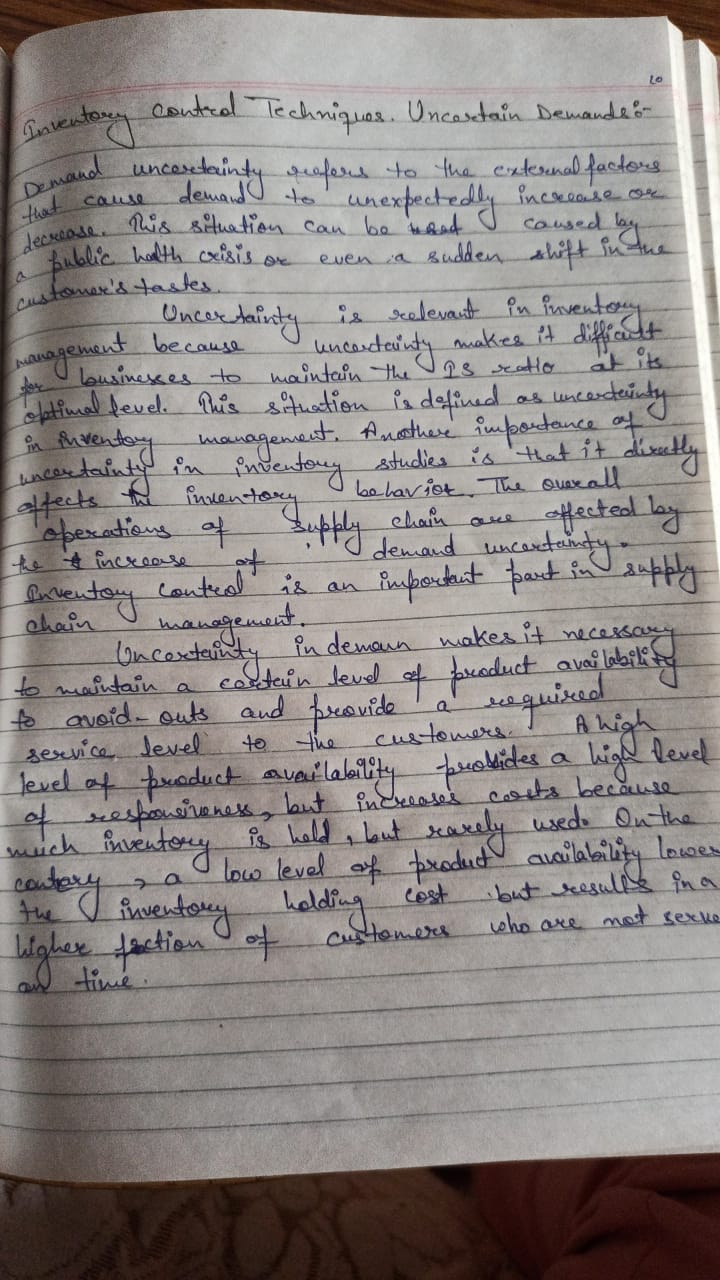 10
Inventory Control Techniques. Uncertain Demands:-
Demand uncertainty refers to the external factors
that cause demand to unexpectedly increase or
decrease. This situation can be caused by
a public halth crisis or even a sudden shift in the
customer's tastes.
Uncertainty is relevant in inventory
management because uncertainty makes it difficult
for businesses to maintain the IS ratio at its
optimal level. This situation is defined as uncertainty
in inventory management. Another importance of
uncertainty in inventory studies is that it directly
affects the inventory behavior. The overall
operations of supply chain are affected by
the increase of demand uncertainty.
Inventory control is an important part in supply
chain management.
Uncertainty in deman makes it necessary
to maintain a certain level of product availability
to avoid-outs and provide a required
service level to the customers. A high
level of product availability provides a high level
of responsiveness, but increases costs because
much inventory is held, but rarely used. On the
contery, a low level of product availability lower
the inventory holding cost but results in a
higher fection of customers who are not serve
an time.